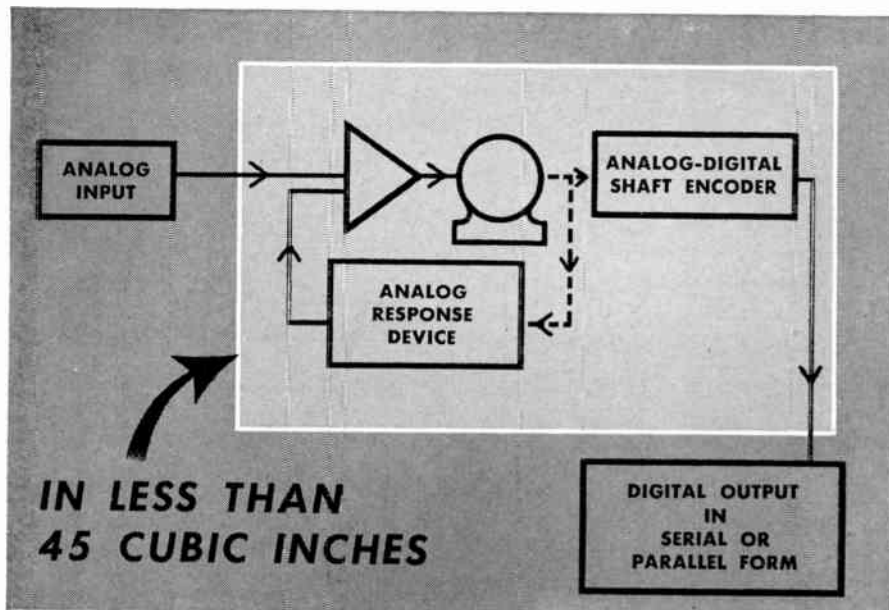 ANALOG
INPUT
ANALOG-DIGITAL
SHAFT ENCODER
ANALOG
RESPONSE
DEVICE
IN LESS THAN
45 CUBIC INCHES
DIGITAL OUTPUT
IN
SERIAL OR
PARALLEL FORM